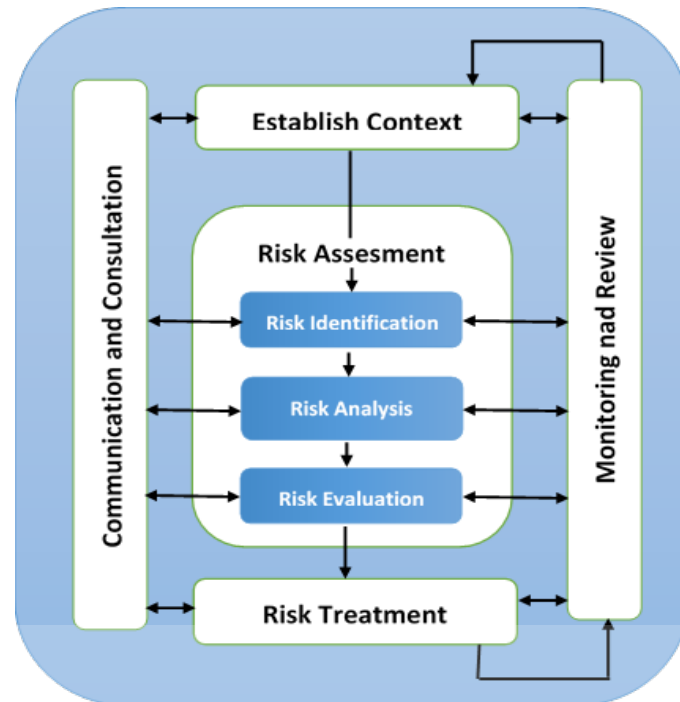 Establish Context
Communication and Consultation
Risk Assesment
Risk Identification
Risk Analysis
Risk Evaluation
Monitoring nad Review
Risk Treatment